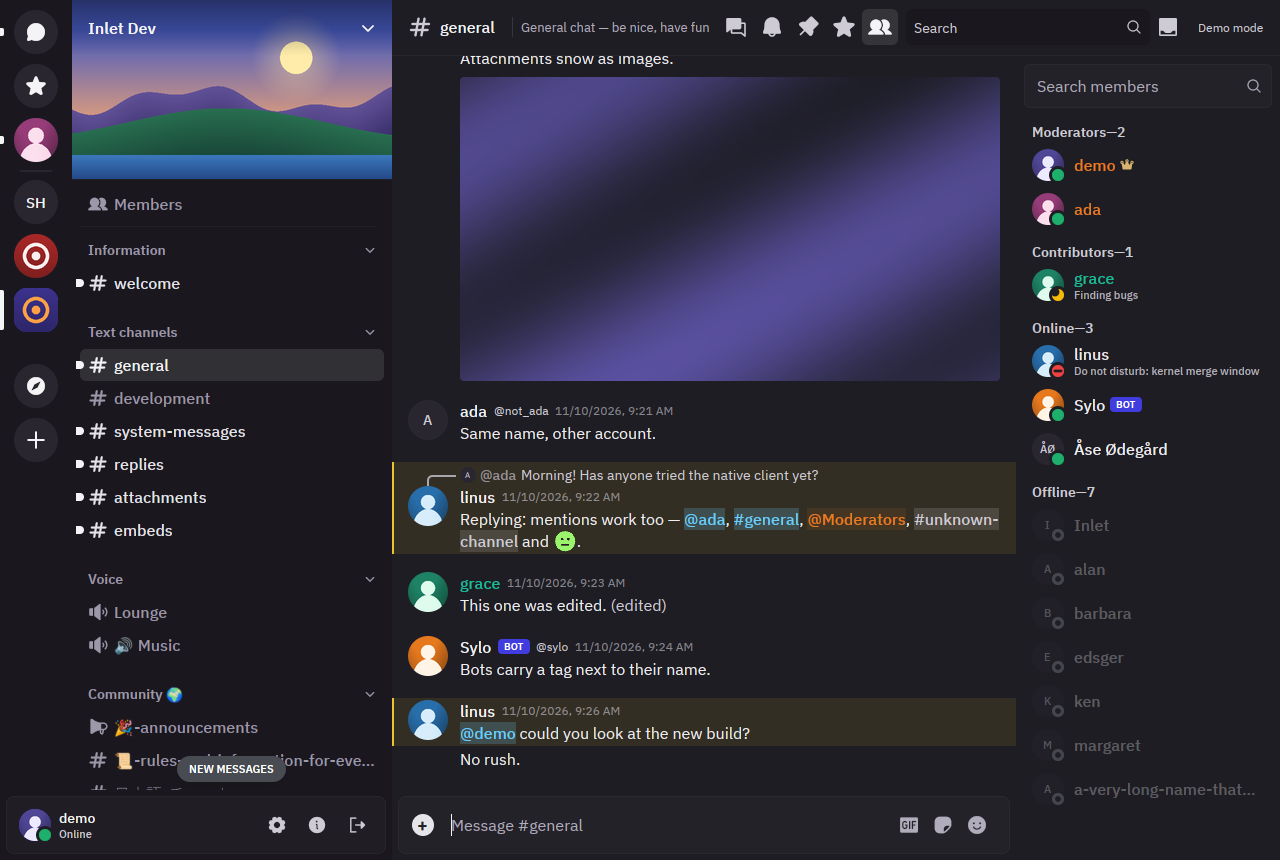 Inlet Dev
SH
Members
Information
welcome
Text channels
general
development
system-messages
replies
attachments
embeds
Voice
Lounge
🔊 Music
Community 🌍
🎉-announcements
NEW MESSAGES
demo
Online
general
General chat — be nice, have fun
Search
Demo mode
Attachments show as images.
A
ada @not_ada 11/10/2026, 9:21 AM
Same name, other account.
A @ada Morning! Has anyone tried the native client yet?
linus 11/10/2026, 9:22 AM
Replying: mentions work too — @ada, #general, @Moderators, #unknown-
channel and 😐.
grace 11/10/2026, 9:23 AM
This one was edited. (edited)
Sylo BOT @sylo 11/10/2026, 9:24 AM
Bots carry a tag next to their name.
linus 11/10/2026, 9:26 AM
@demo could you look at the new build?
No rush.
Message #general
GIF
Search members
Moderators—2
demo
ada
Contributors—1
grace
Finding bugs
Online—3
linus
Do not disturb: kernel merge window
Sylo BOT
ÅØ Åse Ødegård
Offline—7
I Inlet
A alan
B barbara
E edsger
K ken
M margaret
A a-very-long-name-that...